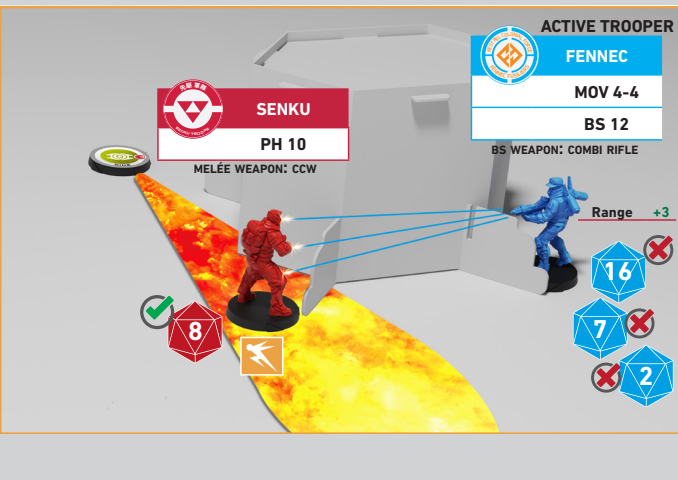 ACTIVE TROOPER
FENNEC
MOV 4-4
BS 12
BS WEAPON: COMBI RIFLE
SENKU
PH 10
MELÉE WEAPON: CCW
Range +3
16
7
2
8